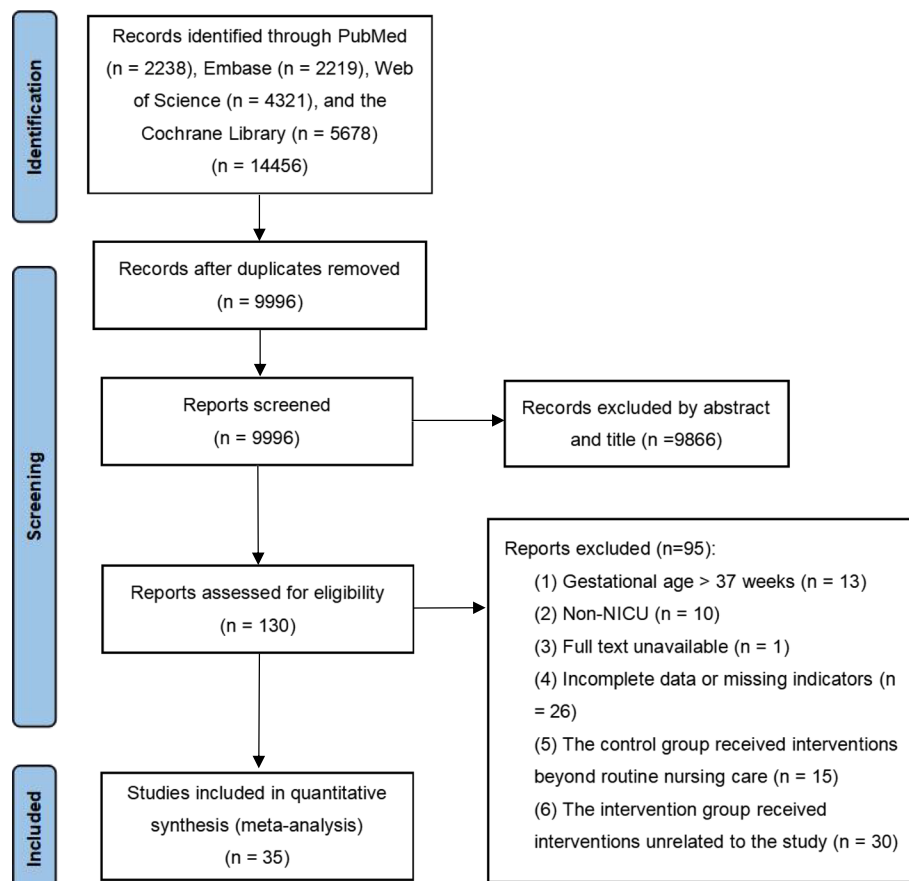 Identification
Records identified through PubMed
(n = 2238), Embase (n = 2219), Web
of Science (n = 4321), and the
Cochrane Library (n = 5678)
(n = 14456)
Screening
Records after duplicates removed
(n = 9996)
Reports screened
(n = 9996)
Records excluded by abstract
and title (n =9866)
Reports assessed for eligibility
(n = 130)
Reports excluded (n=95):
(1) Gestational age > 37 weeks (n = 13)
(2) Non-NICU (n = 10)
(3) Full text unavailable (n = 1)
(4) Incomplete data or missing indicators (n
= 26)
(5) The control group received interventions
beyond routine nursing care (n = 15)
(6) The intervention group received
interventions unrelated to the study (n = 30)
Included
Studies included in quantitative
synthesis (meta-analysis)
(n = 35)